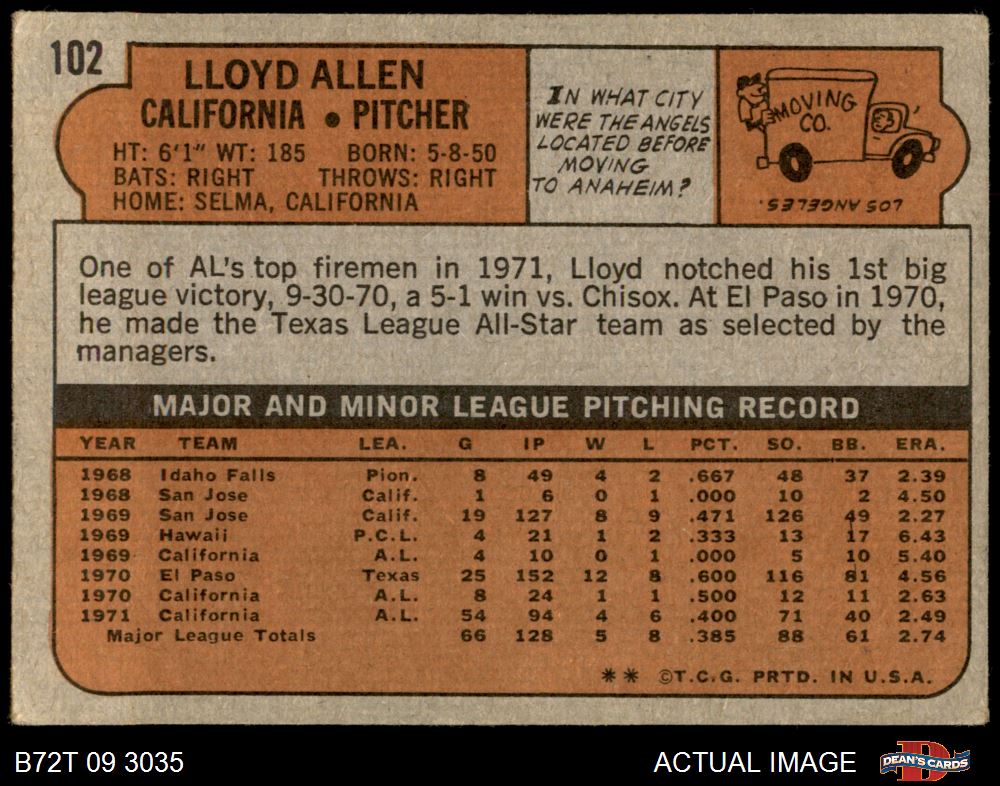 102
LLOYD ALLEN
CALIFORNIA • PITCHER
HT: 6'1" WT: 185 BORN: 5-8-50
BATS: RIGHT THROWS: RIGHT
HOME: SELMA, CALIFORNIA
IN WHAT CITY
WERE THE ANGELS
LOCATED BEFORE
MOVING
TO ANAHEIM?
MOVING
CO.
LOS ANGELES.
One of AL's top firemen in 1971, Lloyd notched his 1st big
league victory, 9-30-70, a 5-1 win vs. Chisox. At El Paso in 1970,
he made the Texas League All-Star team as selected by the
managers.
MAJOR AND MINOR LEAGUE PITCHING RECORD
YEAR TEAM LEA. G IP W L PCT. SO. BB. ERA.
1968 Idaho Falls Pion. 8 49 4 2 .667 48 37 2.39
1968 San Jose Calif. 1 6 0 1 .000 10 2 4.50
1969 San Jose Calif. 19 127 8 9 .471 126 49 2.27
1969 Hawaii P.C.L. 4 21 1 2 .333 13 17 6.43
1969 California A.L. 4 10 0 1 .000 5 10 5.40
1970 El Paso Texas 25 152 12 8 .600 116 81 4.56
1970 California A.L. 8 24 1 1 .500 12 11 2.63
1971 California A.L. 54 94 4 6 .400 71 40 2.49
Major League Totals 66 128 5 8 .385 88 61 2.74
** ©T.C.G. PRTD. IN U.S.A.
B72T 09 3035 ACTUAL IMAGE D DEAN'S CARDS